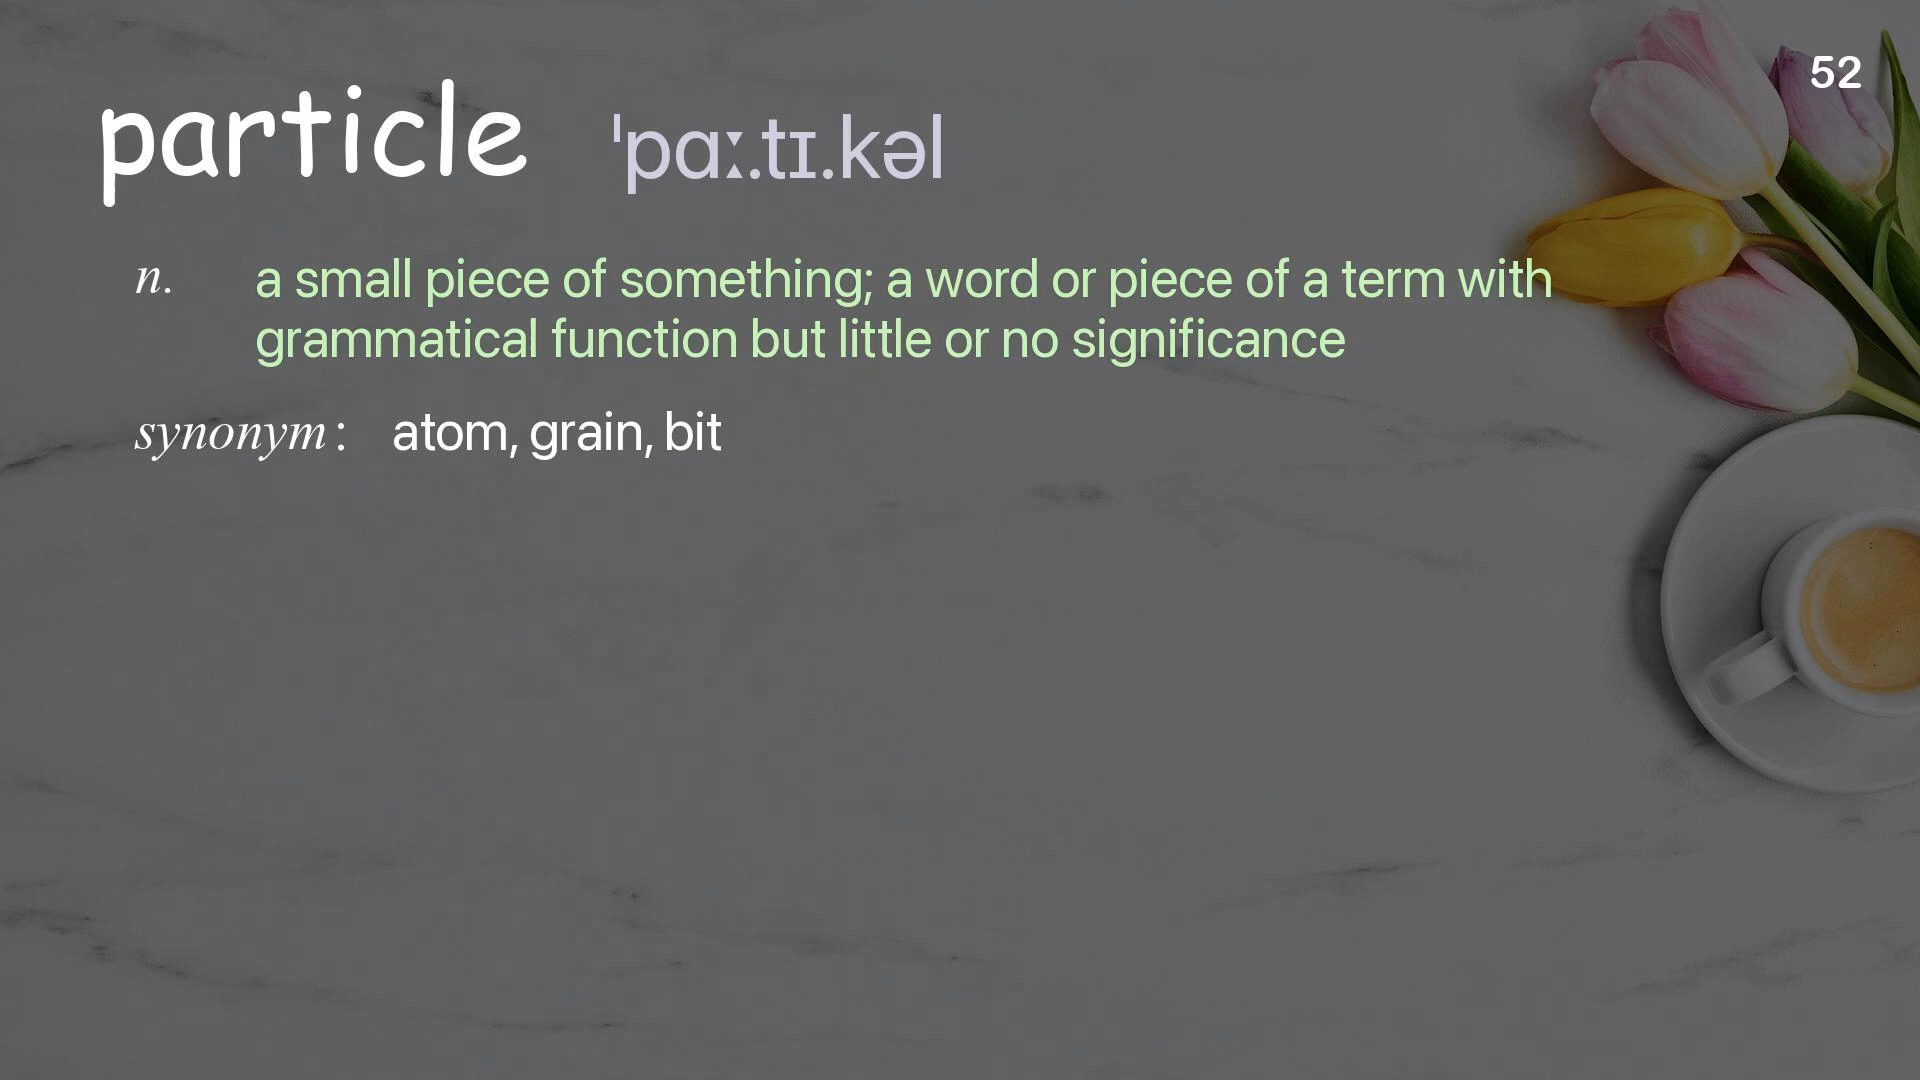 52
particle ˈpɑː.tɪ.kəl
n. a small piece of something; a word or piece of a term with
grammatical function but little or no significance
synonym: atom, grain, bit